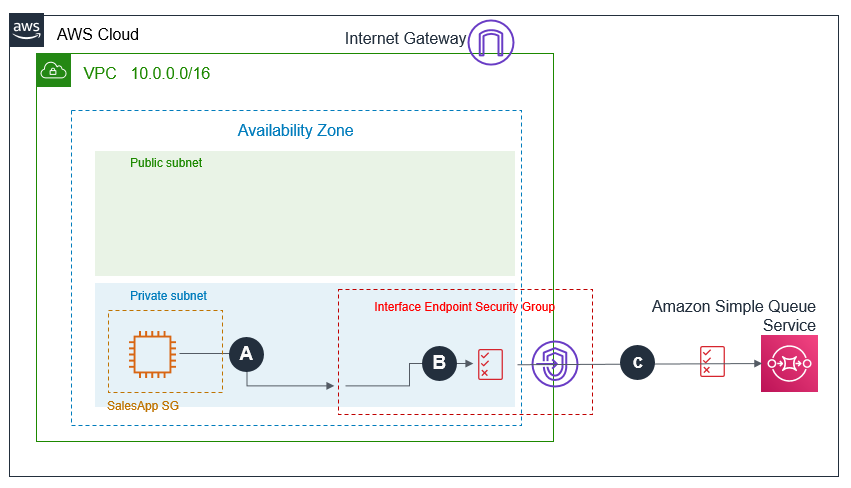 aws
AWS Cloud
Internet Gateway
VPC 10.0.0.0/16
Availability Zone
Public subnet
Private subnet
Interface Endpoint Security Group
Amazon Simple Queue
Service
A
B
C
SalesApp SG